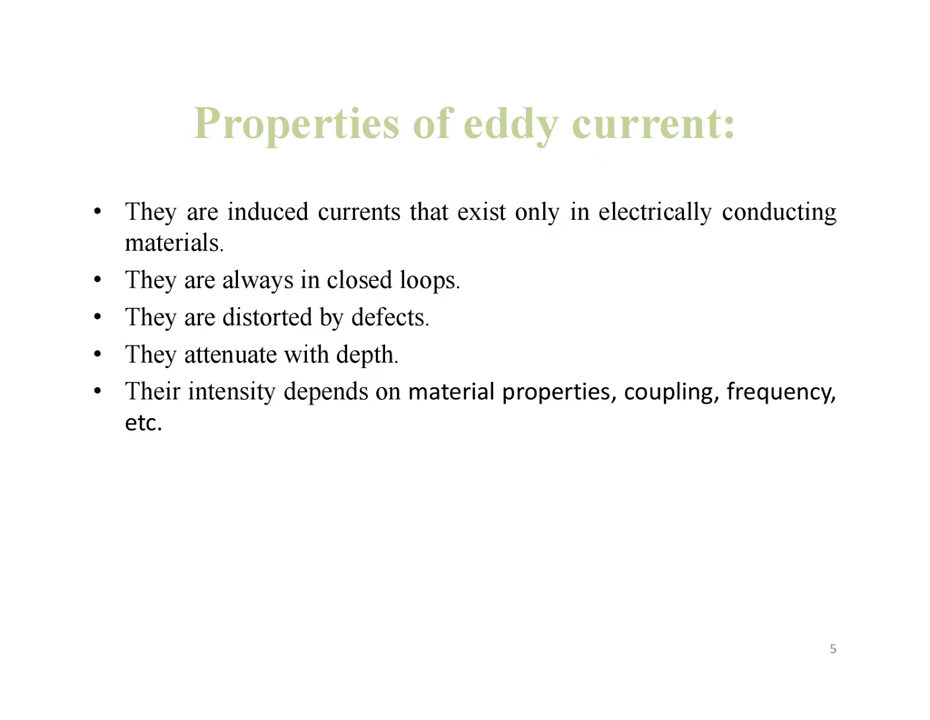 Properties of eddy current:
• They are induced currents that exist only in electrically conducting
materials.
• They are always in closed loops.
• They are distorted by defects.
• They attenuate with depth.
• Their intensity depends on material properties, coupling, frequency,
etc.
5